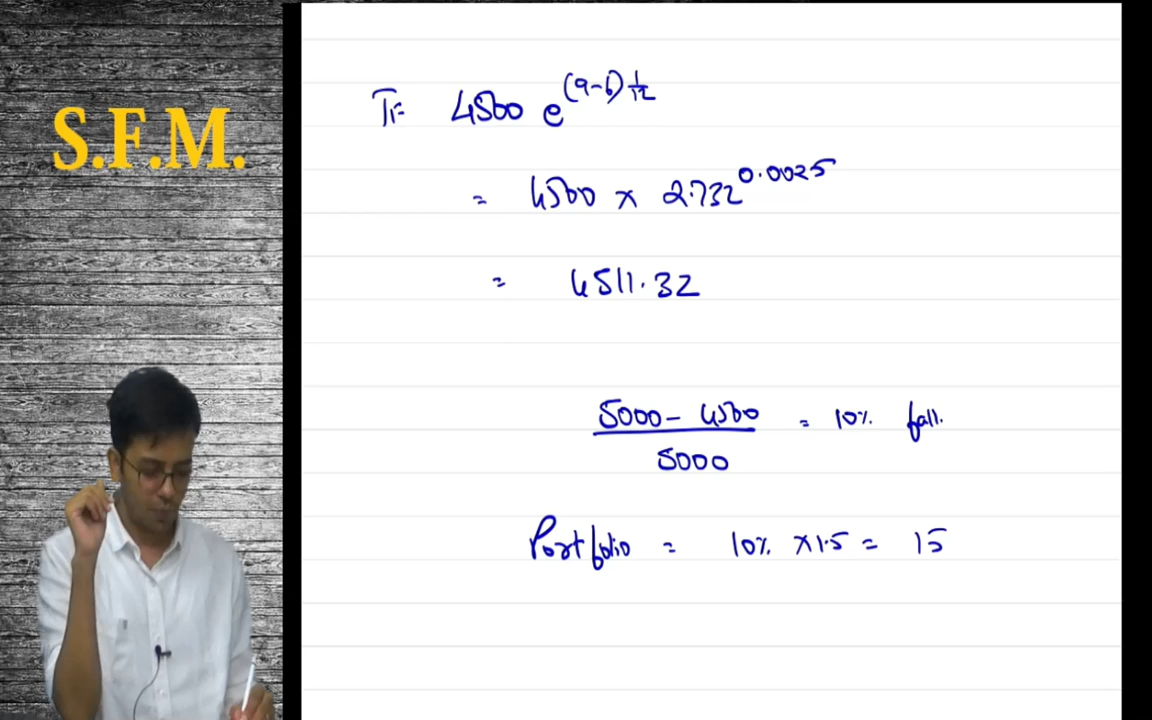 S.F.M.
TF= 4500 e^(9-6)1/12
= 4500 x 2.732^0.0025
= 4511.32
5000 - 4500
= 10% fall.
5000
Portfolio = 10% x 1.5 = 15